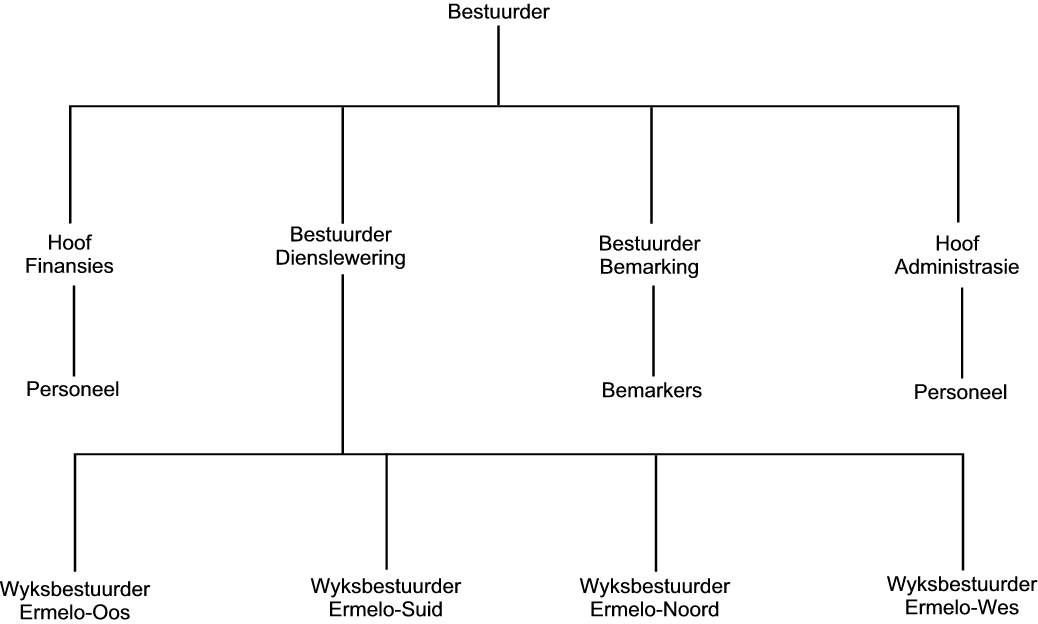 Bestuurder
Hoof
Finansies
Bestuurder
Dienslewering
Bestuurder
Bemarking
Hoof
Administrasie
Personeel
Bemarkers
Personeel
Wyksbestuurder
Ermelo-Oos
Wyksbestuurder
Ermelo-Suid
Wyksbestuurder
Ermelo-Noord
Wyksbestuurder
Ermelo-Wes